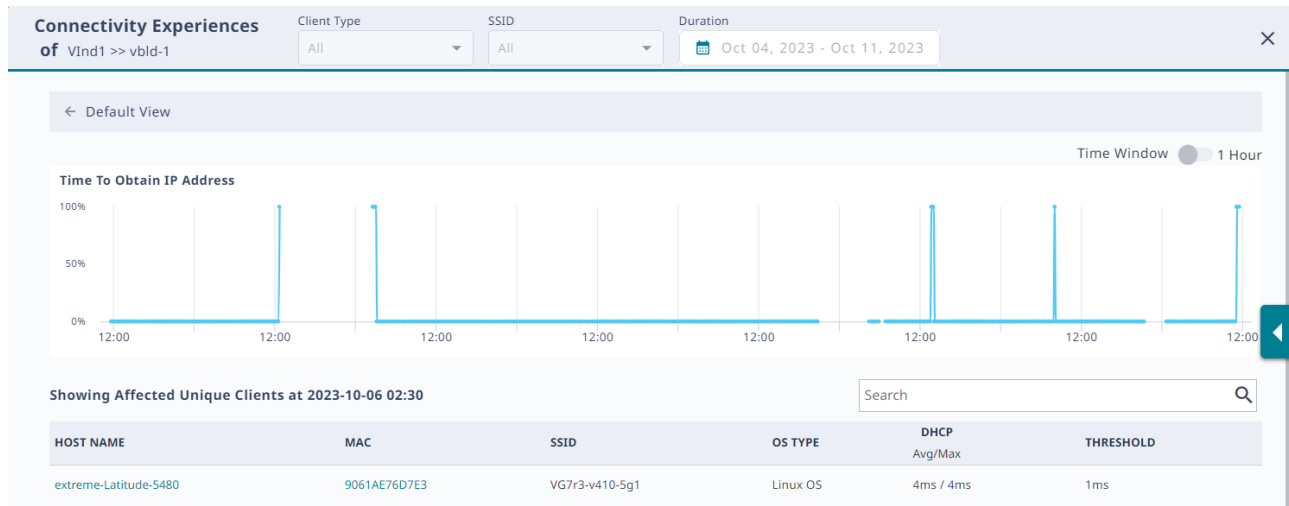 Connectivity Experiences
of VInd1 >> vbld-1
Client Type
All
SSID
All
Duration
Oct 04, 2023 - Oct 11, 2023
Default View
Time Window 1 Hour
Time To Obtain IP Address
100%
50%
0%
12:00 12:00 12:00 12:00 12:00 12:00 12:00 12:00
Showing Affected Unique Clients at 2023-10-06 02:30
Search
HOST NAME MAC SSID OS TYPE DHCP Avg/Max THRESHOLD
extreme-Latitude-5480 9061AE76D7E3 VG7r3-v410-5g1 Linux OS 4ms / 4ms 1ms